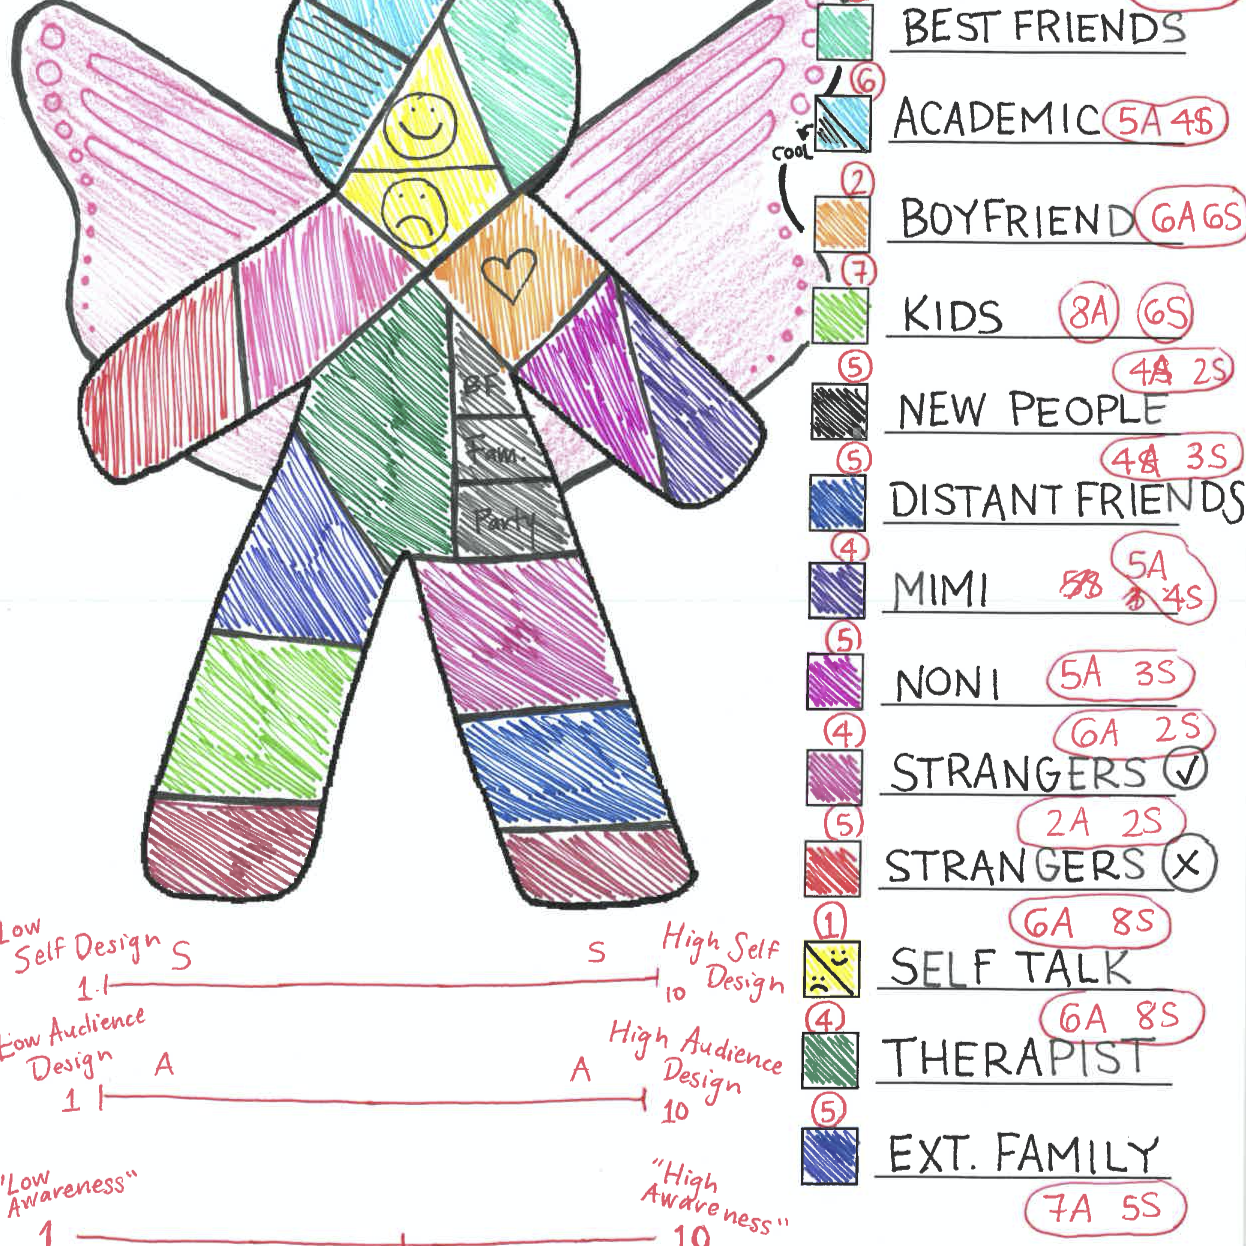 BEST FRIENDS
6
ACADEMIC 5A 4S
COOL
2
BOYFRIEND 6A 6S
7
KIDS 8A 6S
5
4A 2S
NEW PEOPLE
5
4A 3S
DISTANT FRIENDS
4
MIMI 5A 4S
5
NONI 5A 3S
4
6A 2S
STRANGERS ✓
5
2A 2S
STRANGERS X
1
6A 8S
SELF TALK
4
6A 8S
THERAPIST
5
EXT. FAMILY
7A 5S
BF
Fam.
Party
Low
Self Design
S
S
High Self
Design
1
10
Low Audience
Design
A
A
High Audience
Design
1
10
"Low
Awareness"
"High
Awareness"
1
10